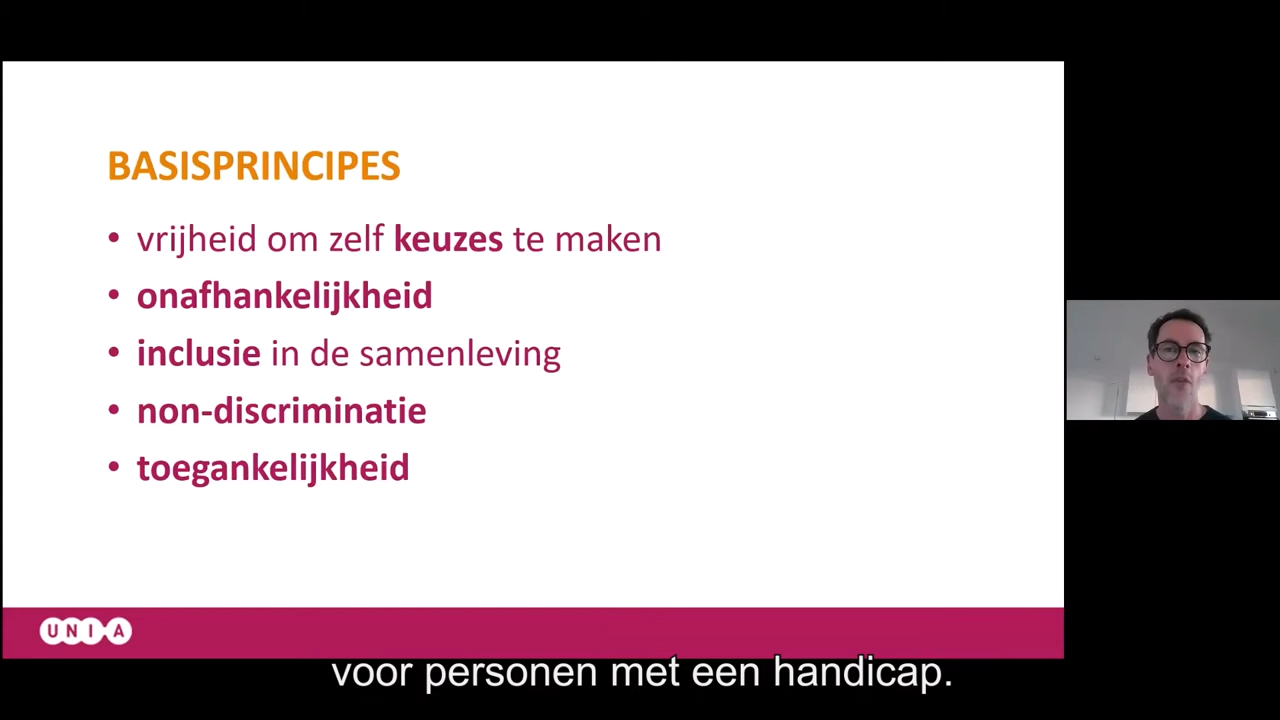 BASISPRINCIPES
• vrijheid om zelf keuzes te maken
• onafhankelijkheid
• inclusie in de samenleving
• non-discriminatie
• toegankelijkheid
UNIA
voor personen met een handicap.